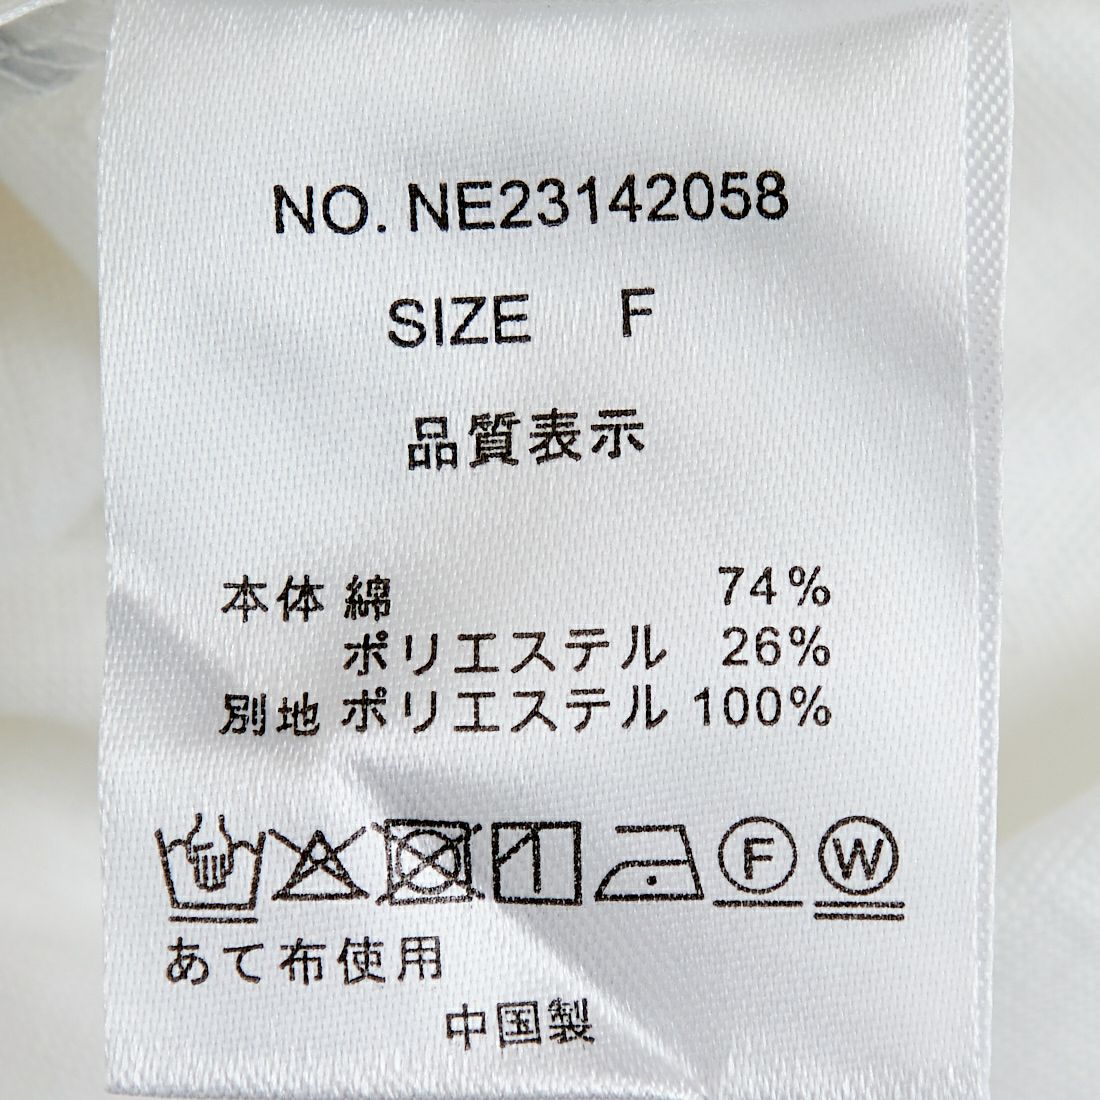 NO. NE23142058
SIZE F
品質表示
本体 綿 74%
ポリエステル 26%
別地 ポリエステル 100%
F W
あて布使用
中国製